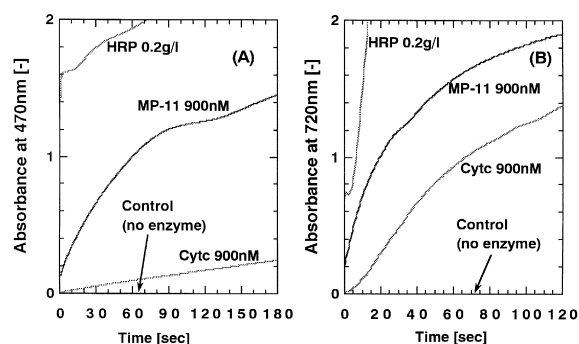 2
HRP 0.2g/l
(A)
MP-11 900nM
1
Control
(no enzyme)
Cytc 900nM
0
0 30 60 90 120 150 180
Time [sec]
Absorbance at 470nm [-]
2
HRP 0.2g/l
(B)
MP-11 900nM
1
Cytc 900nM
Control
(no enzyme)
0
0 20 40 60 80 100 120
Time [sec]
Absorbance at 720nm [-]